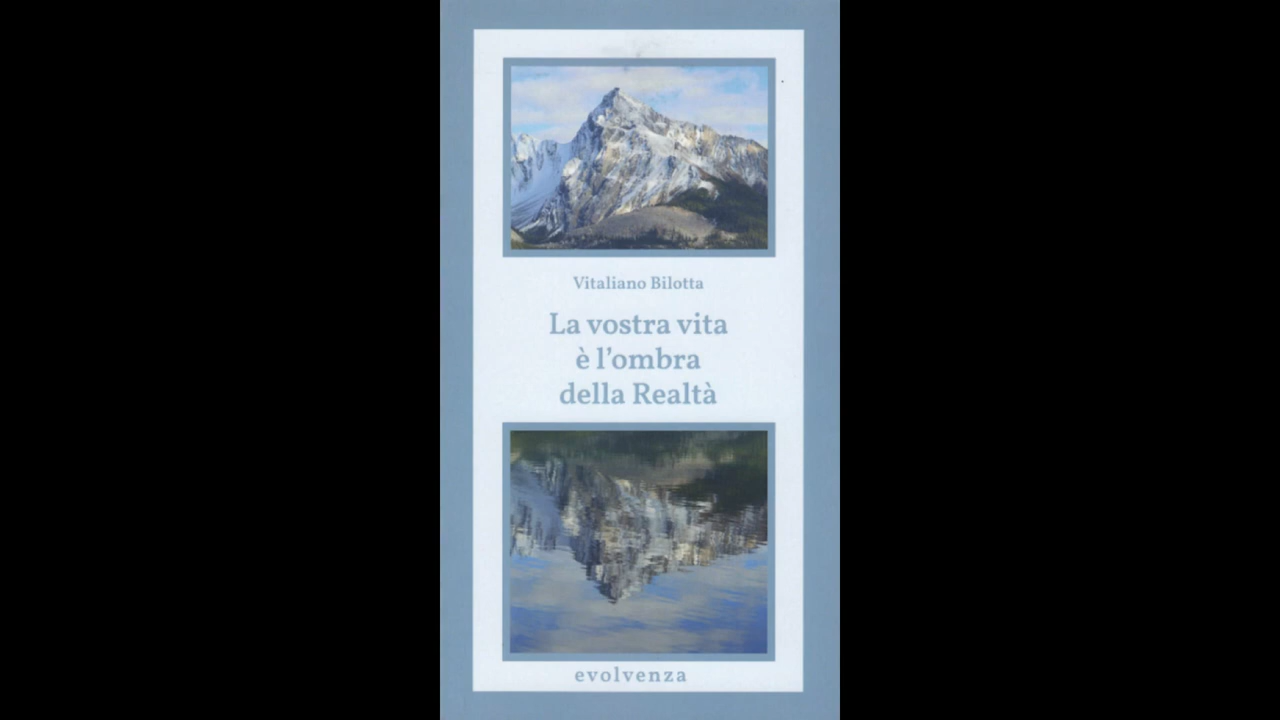 Vitaliano Bilotta
La vostra vita
è l’ombra
della Realtà
evolvenza